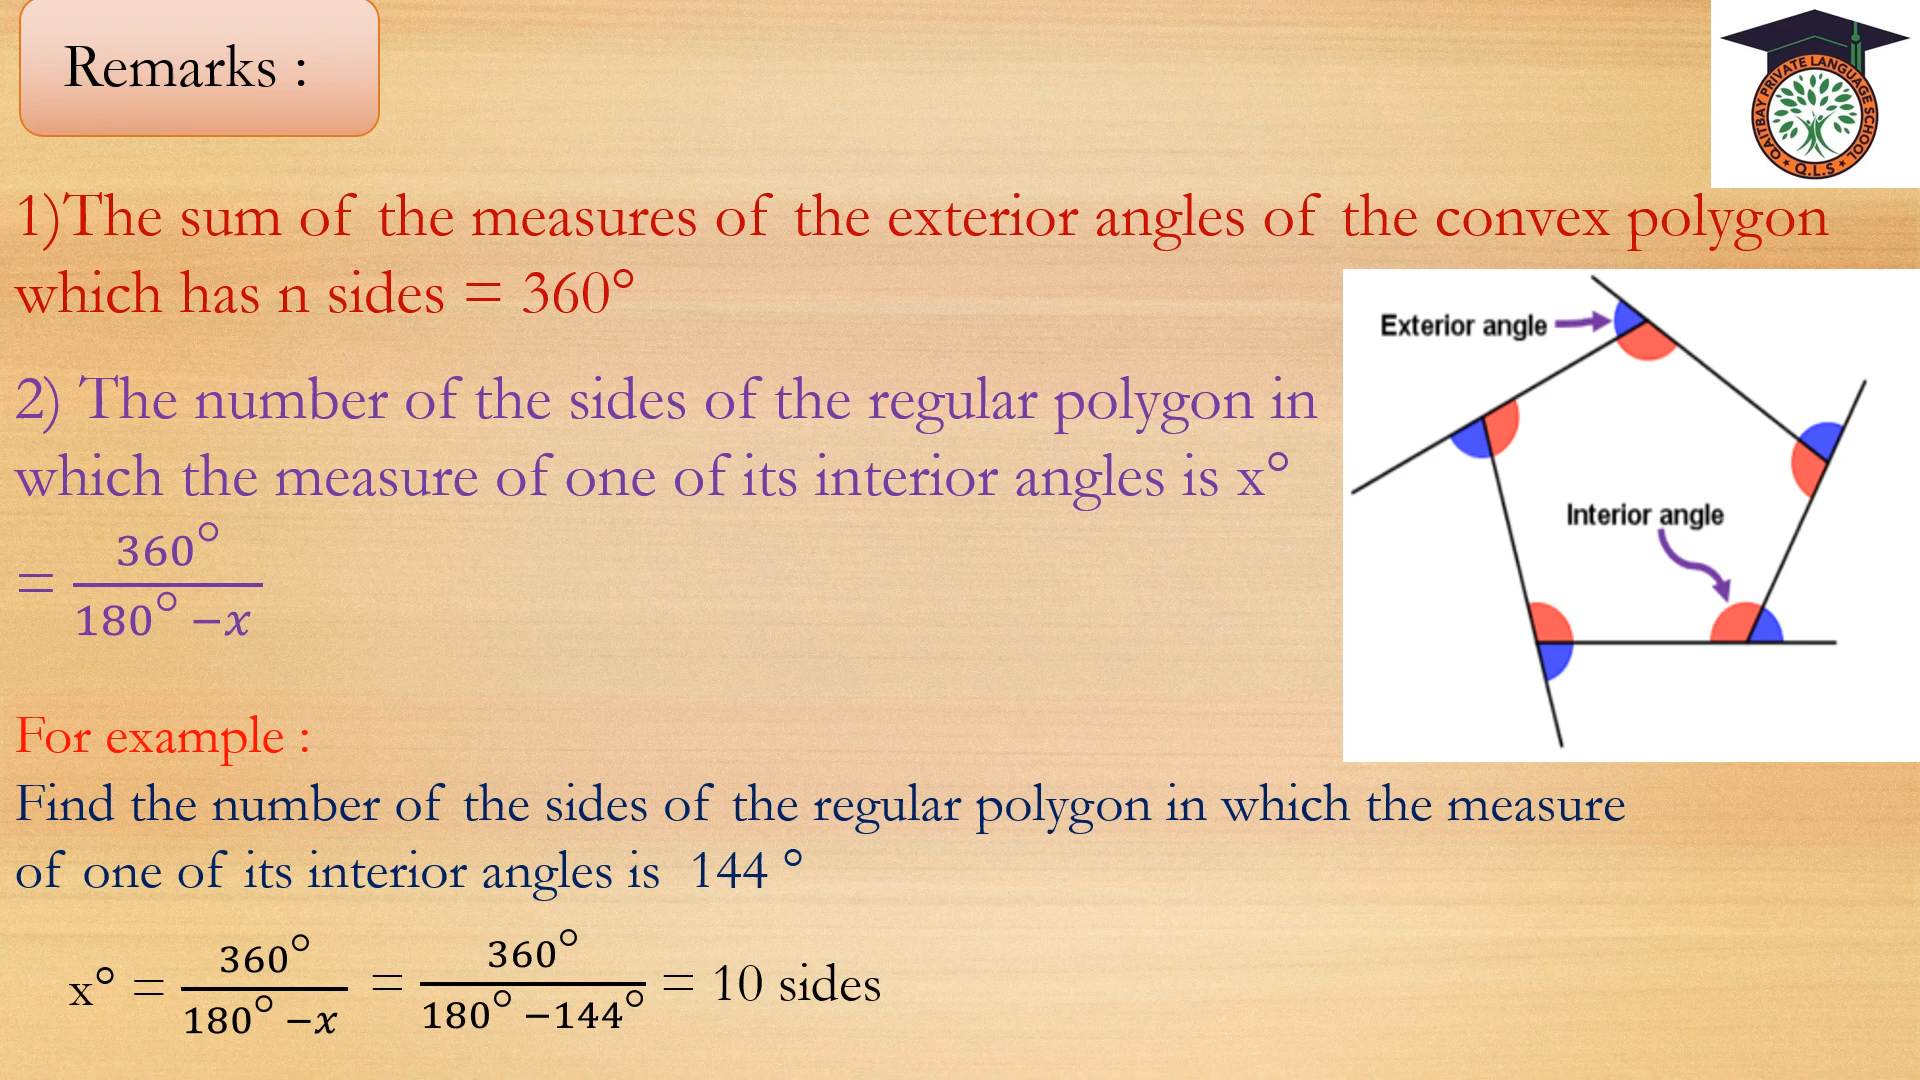 Remarks :
QAITBAY PRIVATE LANGUAGE SCHOOL
Q.L.S
1)The sum of the measures of the exterior angles of the convex polygon
which has n sides = 360°
Exterior angle
2) The number of the sides of the regular polygon in
which the measure of one of its interior angles is x°
= 360° / 180° −x
Interior angle
For example :
Find the number of the sides of the regular polygon in which the measure
of one of its interior angles is 144 °
x° = 360° / 180° −x = 360° / 180° −144° = 10 sides